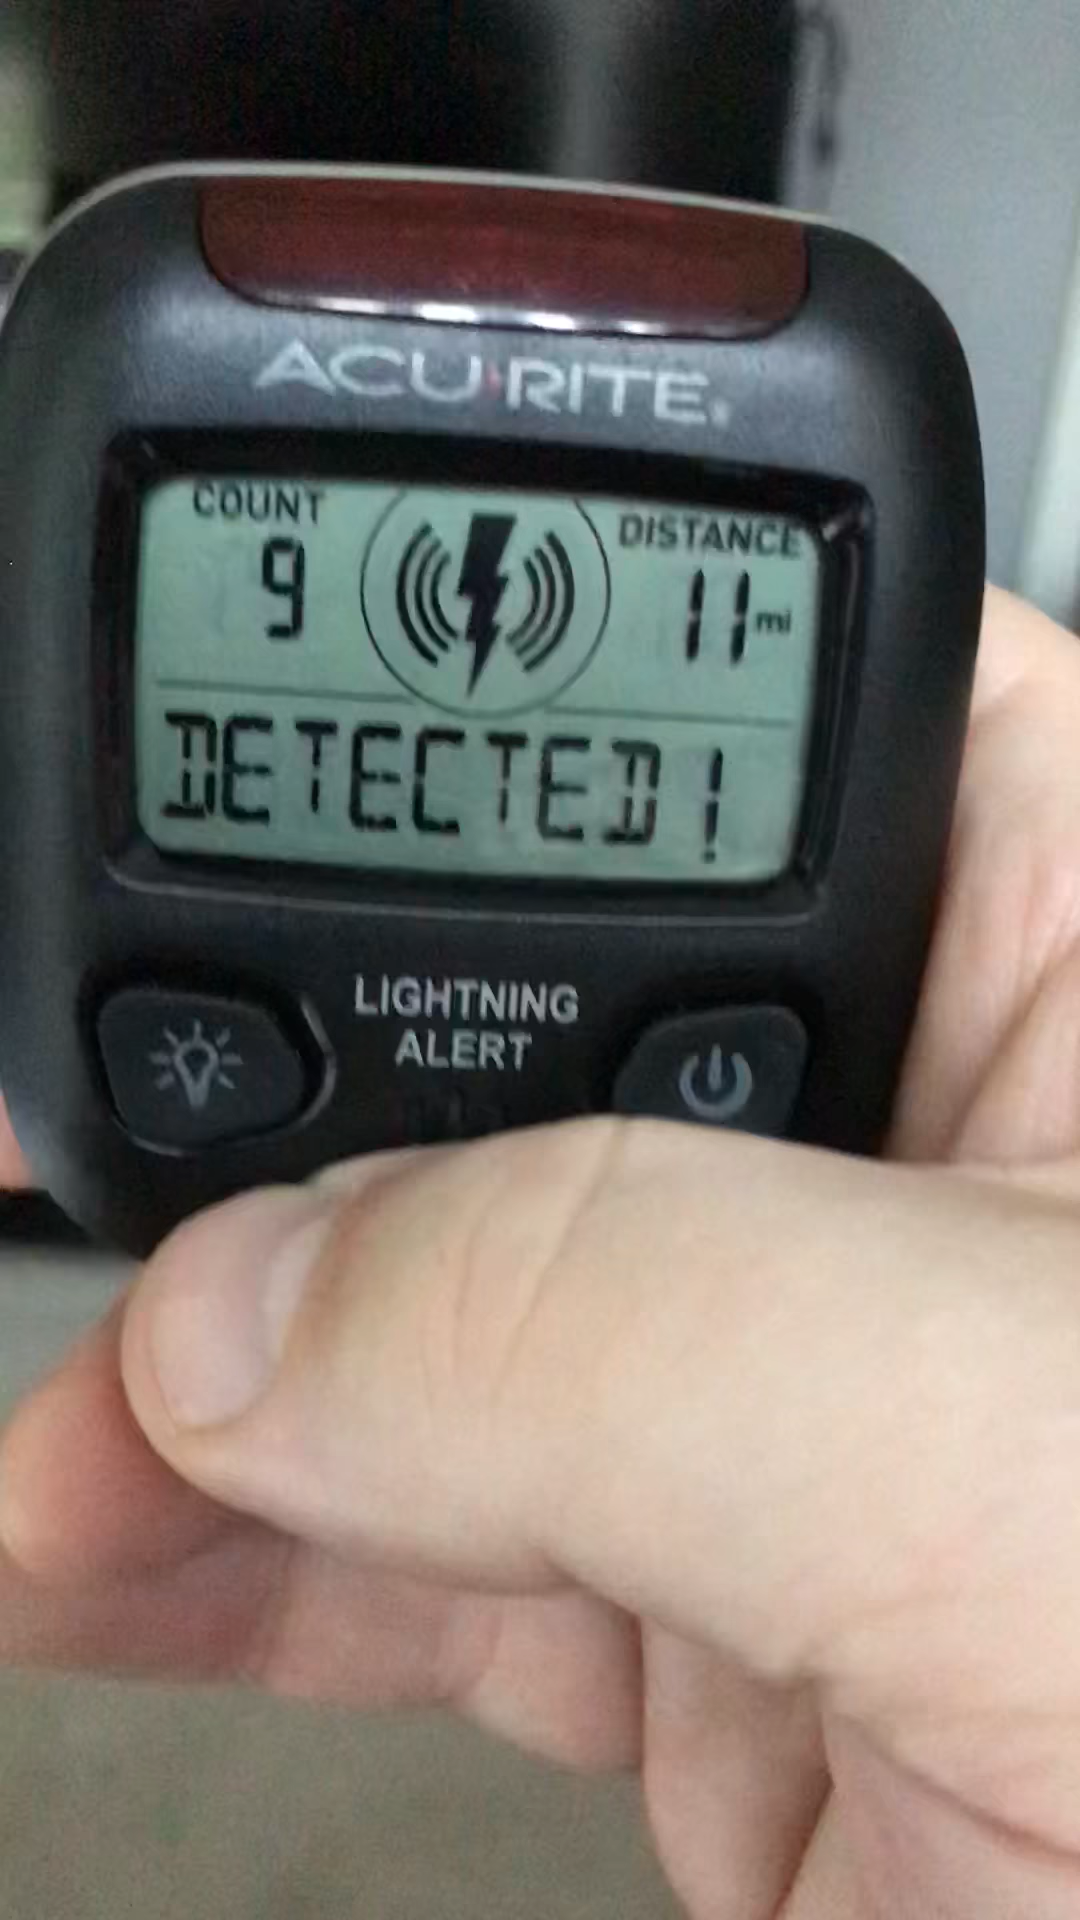 ACU RITE
COUNT DISTANCE
9 11 mi
DETECTED!
LIGHTNING
ALERT